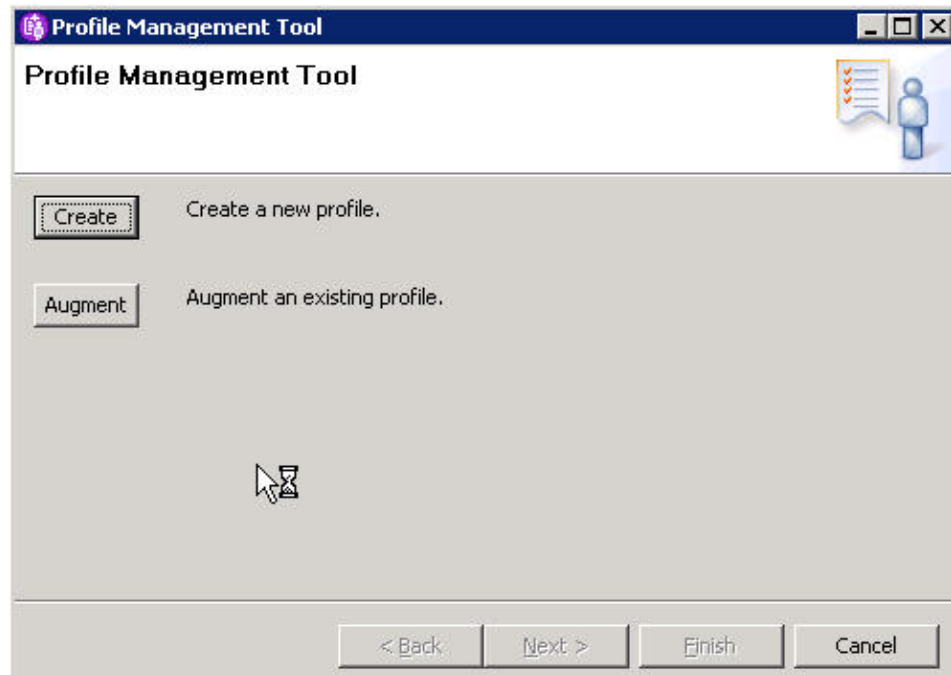 Profile Management Tool
Profile Management Tool
Create Create a new profile.
Augment Augment an existing profile.
< Back Next > Finish Cancel